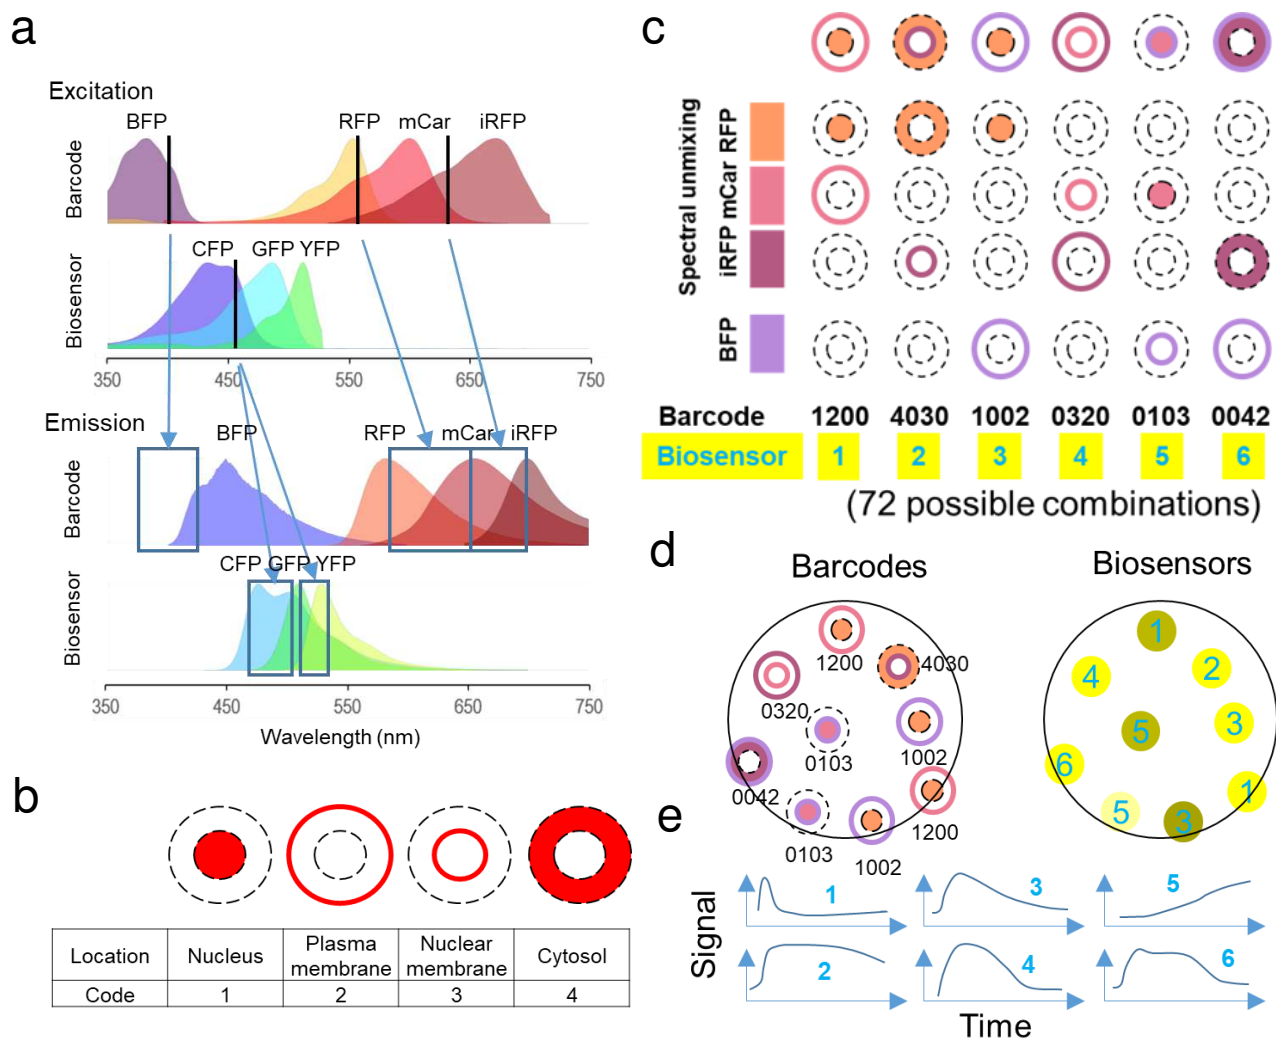 a
Excitation
BFP RFP mCar iRFP
Barcode
CFP GFP YFP
Biosensor
350 450 550 650 750
Emission
BFP RFP mCar iRFP
Barcode
CFP GFP YFP
Biosensor
350 450 550 650 750
Wavelength (nm)
b
Location Nucleus Plasma membrane Nuclear membrane Cytosol
Code 1 2 3 4
c
Spectral unmixing
RFP
mCar
iRFP
BFP
Barcode 1200 4030 1002 0320 0103 0042
Biosensor 1 2 3 4 5 6
(72 possible combinations)
d
Barcodes
1200
4030
0320
0103
1002
0042
1200
0103
1002
Biosensors
1
4
2
5
3
6
1
5
3
e
Signal
1 3 5
2 4 6
Time